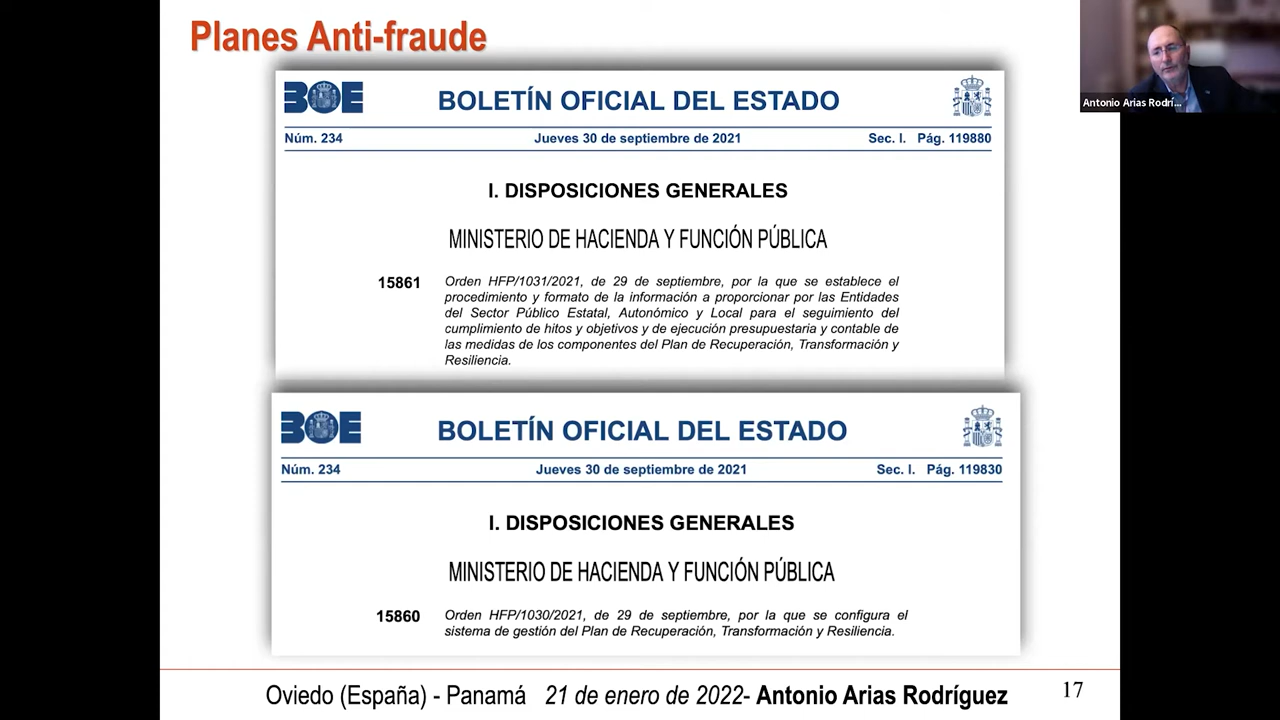 Planes Anti-fraude
Antonio Arias Rodrí...
BOE
BOLETÍN OFICIAL DEL ESTADO
Núm. 234
Jueves 30 de septiembre de 2021
Sec. I. Pág. 119880
I. DISPOSICIONES GENERALES
MINISTERIO DE HACIENDA Y FUNCIÓN PÚBLICA
15861
Orden HFP/1031/2021, de 29 de septiembre, por la que se establece el
procedimiento y formato de la información a proporcionar por las Entidades
del Sector Público Estatal, Autonómico y Local para el seguimiento del
cumplimiento de hitos y objetivos y de ejecución presupuestaria y contable de
las medidas de los componentes del Plan de Recuperación, Transformación y
Resiliencia.
BOE
BOLETÍN OFICIAL DEL ESTADO
Núm. 234
Jueves 30 de septiembre de 2021
Sec. I. Pág. 119830
I. DISPOSICIONES GENERALES
MINISTERIO DE HACIENDA Y FUNCIÓN PÚBLICA
15860
Orden HFP/1030/2021, de 29 de septiembre, por la que se configura el
sistema de gestión del Plan de Recuperación, Transformación y Resiliencia.
Oviedo (España) - Panamá 21 de enero de 2022- Antonio Arias Rodríguez
17